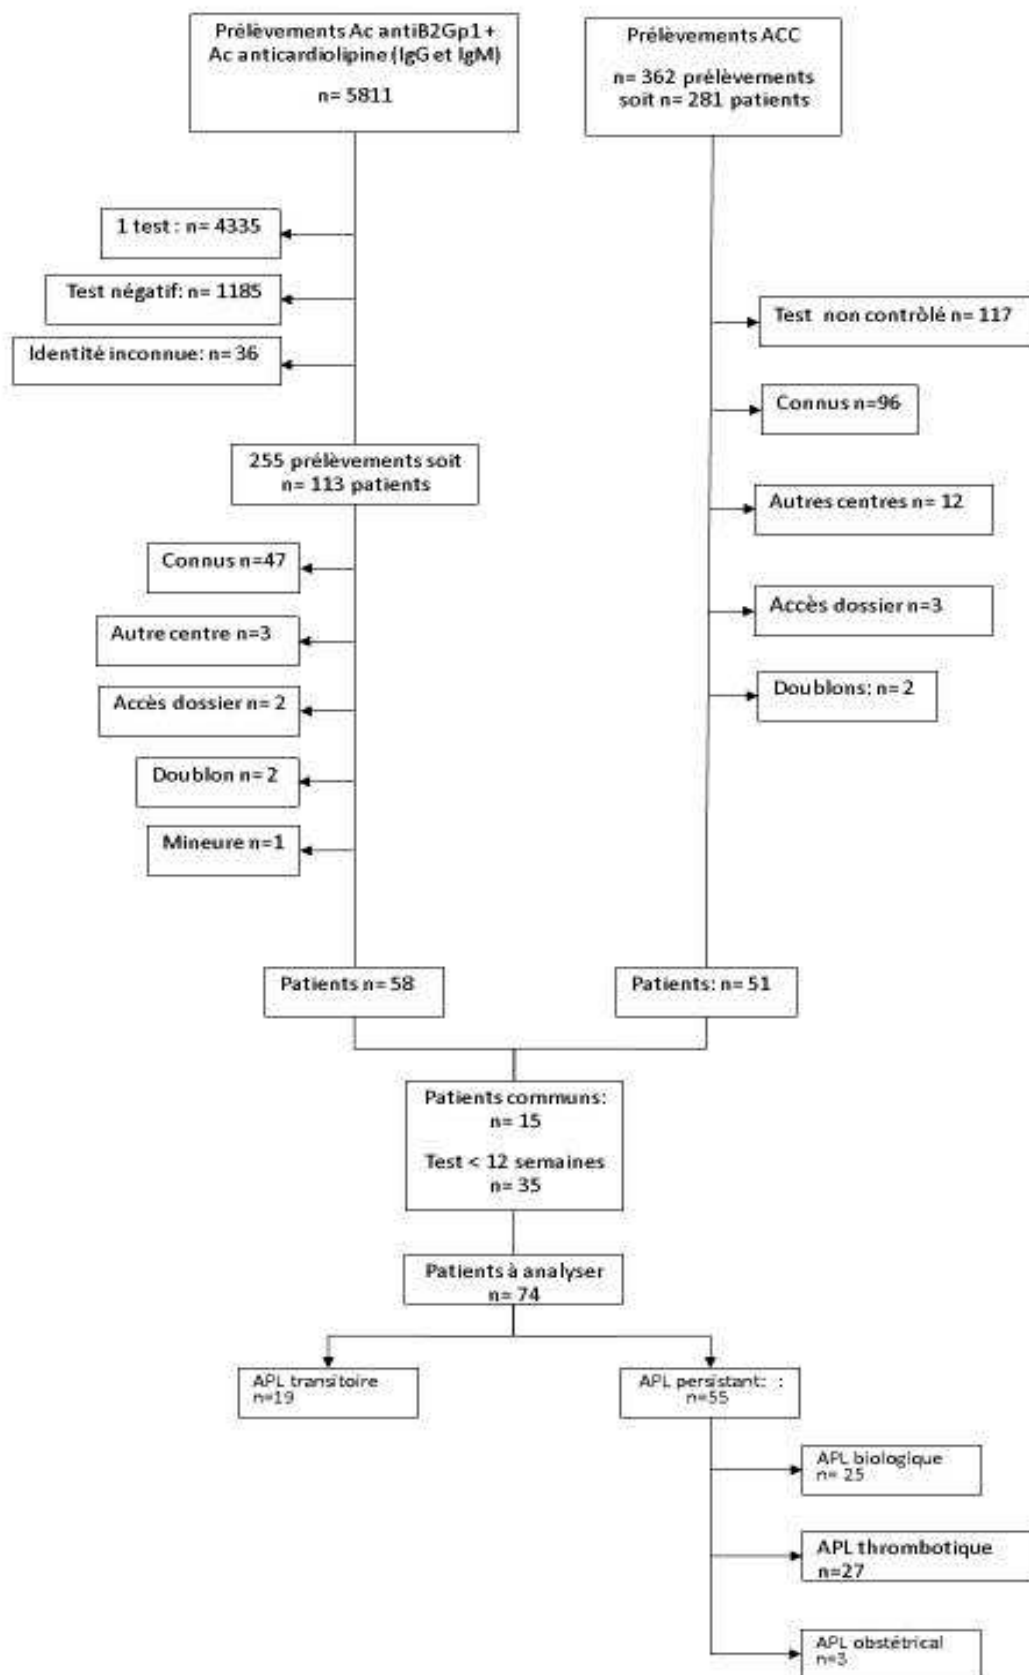 Prélèvements Ac antiB2Gp1 +
Ac anticardiolipine (IgG et IgM)
n= 5811
Prélèvements ACC
n= 362 prélèvements
soit n= 281 patients
1 test : n= 4335
Test négatif: n= 1185
Identité inconnue: n= 36
255 prélèvements soit
n= 113 patients
Connus n=47
Autre centre n=3
Accès dossier n= 2
Doublon n= 2
Mineure n=1
Test non contrôlé n= 117
Connus n=96
Autres centres n= 12
Accès dossier n=3
Doublons: n= 2
Patients n= 58
Patients: n= 51
Patients communs:
n= 15
Test < 12 semaines
n= 35
Patients à analyser
n= 74
APL transitoire
n=19
APL persistant: :
n=55
APL biologique
n= 25
APL thrombotique
n=27
APL obstétrical
n=3